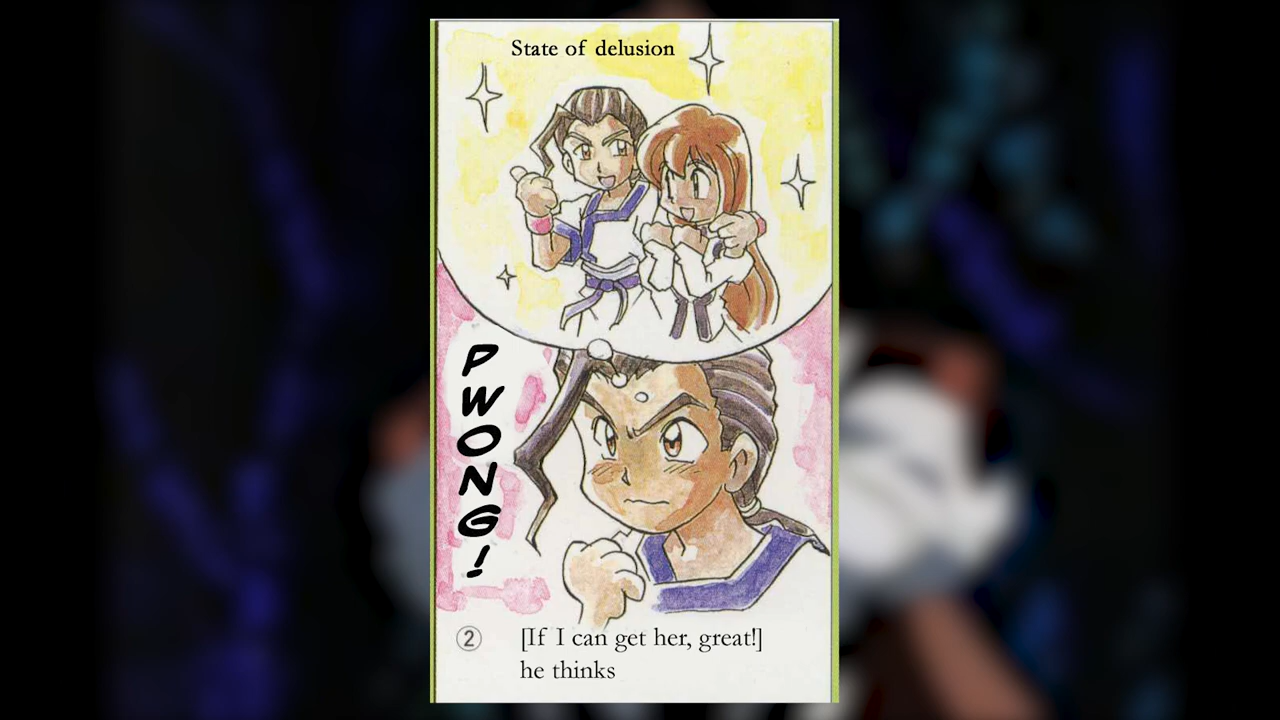 State of delusion
PWONG!
② [If I can get her, great!]
he thinks